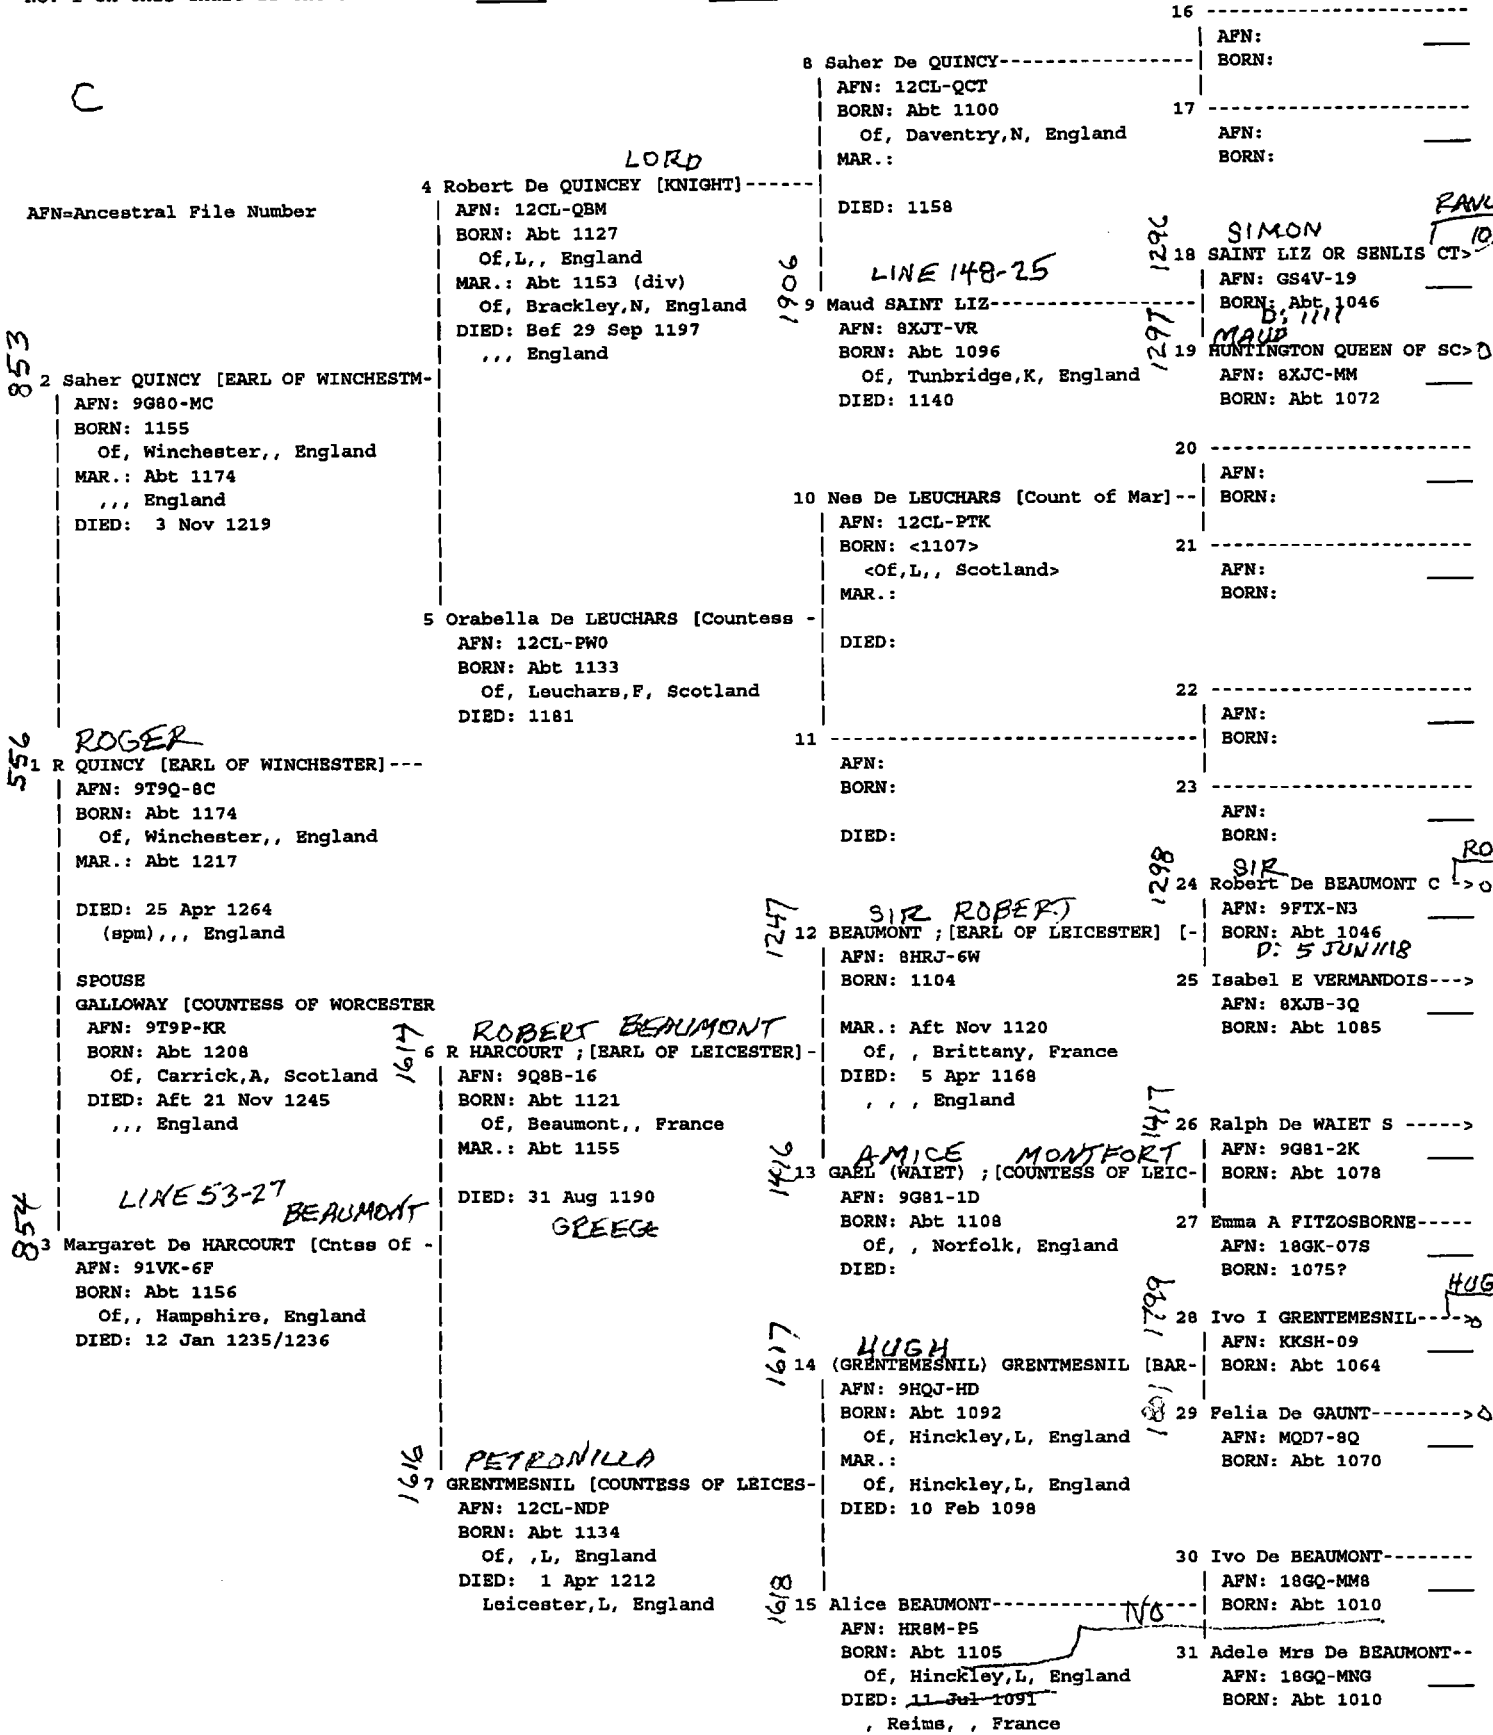 C
AFN=Ancestral File Number
853
2 Saher QUINCY [EARL OF WINCHESTM-
AFN: 9G80-MC
BORN: 1155
Of, Winchester,, England
MAR.: Abt 1174
,,, England
DIED: 3 Nov 1219
556
ROGER
1 R QUINCY [EARL OF WINCHESTER]---
AFN: 9T9Q-8C
BORN: Abt 1174
Of, Winchester,, England
MAR.: Abt 1217
DIED: 25 Apr 1264
(spm),,, England
SPOUSE
GALLOWAY [COUNTESS OF WORCESTER
AFN: 9T9P-KR
BORN: Abt 1208
Of, Carrick,A, Scotland
DIED: Aft 21 Nov 1245
,,, England
LINE 53-27
BEAUMONT
854
3 Margaret De HARCOURT [Cntss Of -
AFN: 91VK-6F
BORN: Abt 1156
Of,, Hampshire, England
DIED: 12 Jan 1235/1236
LORD
4 Robert De QUINCEY [KNIGHT]------
AFN: 12CL-QBM
BORN: Abt 1127
Of,L,, England
MAR.: Abt 1153 (div)
Of, Brackley,N, England
DIED: Bef 29 Sep 1197
,,, England
5 Orabella De LEUCHARS [Countess -
AFN: 12CL-PW0
BORN: Abt 1133
Of, Leuchars,F, Scotland
DIED: 1181
1617
ROBERT BEAUMONT
6 R HARCOURT ;[EARL OF LEICESTER]-
AFN: 9Q8B-16
BORN: Abt 1121
Of, Beaumont,, France
MAR.: Abt 1155
DIED: 31 Aug 1190
GREECE
1616
PETRONILLA
7 GRENTMESNIL [COUNTESS OF LEICES-
AFN: 12CL-NDP
BORN: Abt 1134
Of, ,L, England
DIED: 1 Apr 1212
Leicester,L, England
8 Saher De QUINCY-----------------
AFN: 12CL-QCT
BORN: Abt 1100
Of, Daventry,N, England
MAR.:
DIED: 1158
LINE 148-25
1906
9 Maud SAINT LIZ------------------
AFN: 8XJT-VR
BORN: Abt 1096
Of, Tunbridge,K, England
DIED: 1140
10 Nes De LEUCHARS [Count of Mar]--
AFN: 12CL-PTK
BORN: <1107>
<Of,L,, Scotland>
MAR.:
DIED:
11 --------------------------------
AFN:
BORN:
DIED:
1247
SIR ROBERT
12 BEAUMONT ;[EARL OF LEICESTER] [-
AFN: 8HRJ-6W
BORN: 1104
MAR.: Aft Nov 1120
Of, , Brittany, France
DIED: 5 Apr 1168
, , , England
1416
AMICE MONTFORT
13 GAEL (WAIET) ;[COUNTESS OF LEIC-
AFN: 9G81-1D
BORN: Abt 1108
Of, , Norfolk, England
DIED:
1617
HUGH
14 (GRENTEMESNIL) GRENTMESNIL [BAR-
AFN: 9HQJ-HD
BORN: Abt 1092
Of, Hinckley,L, England
MAR.:
Of, Hinckley,L, England
DIED: 10 Feb 1098
1618
15 Alice BEAUMONT------------------
NO
AFN: HR8M-P5
BORN: Abt 1105
Of, Hinckley,L, England
DIED: 11 Jul 1091
, Reims, , France
16 ------------------------
AFN:
BORN:
17 ------------------------
AFN:
BORN:
1296
SIMON
18 SAINT LIZ OR SENLIS CT>
AFN: GS4V-19
BORN: Abt 1046
D: 1111
1297
MAUD
19 HUNTINGTON QUEEN OF SC>
AFN: 8XJC-MM
BORN: Abt 1072
20 ------------------------
AFN:
BORN:
21 ------------------------
AFN:
BORN:
22 ------------------------
AFN:
BORN:
23 ------------------------
AFN:
BORN:
1298
SIR
RO
24 Robert De BEAUMONT C ->
AFN: 9FTX-N3
BORN: Abt 1046
D: 5 JUN 1118
25 Isabel E VERMANDOIS--->
AFN: 8XJB-3Q
BORN: Abt 1085
1417
26 Ralph De WAIET S ----->
AFN: 9G81-2K
BORN: Abt 1078
27 Emma A FITZOSBORNE-----
AFN: 18GK-07S
BORN: 1075?
HUG
1799
28 Ivo I GRENTEMESNIL---->
AFN: KKSH-09
BORN: Abt 1064
29 Felia De GAUNT-------->
AFN: MQD7-8Q
BORN: Abt 1070
30 Ivo De BEAUMONT--------
AFN: 18GQ-MM8
BORN: Abt 1010
31 Adele Mrs De BEAUMONT--
AFN: 18GQ-MNG
BORN: Abt 1010